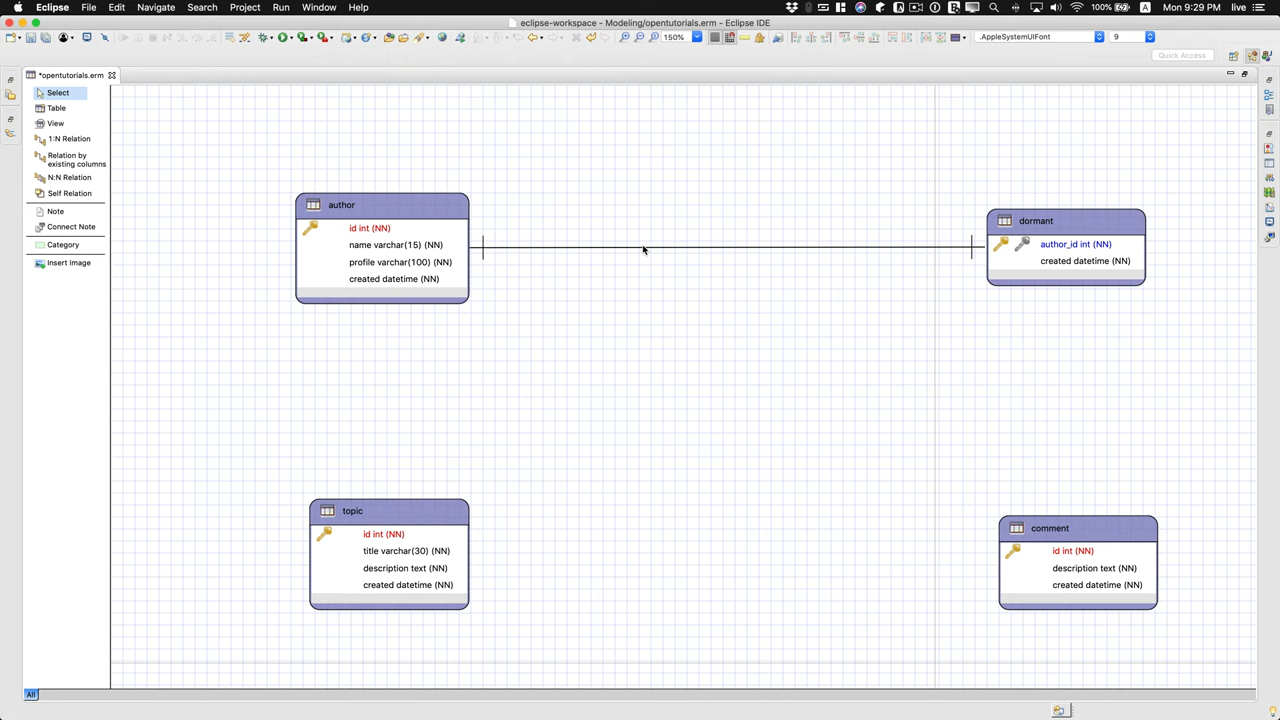 Eclipse File Edit Navigate Search Project Run Window Help 100% Mon 9:29 PM live
eclipse-workspace - Modeling/opentutorials.erm - Eclipse IDE
150% .AppleSystemUIFont 9
Quick Access
*opentutorials.erm
Select
Table
View
1:N Relation
Relation by
existing columns
N:N Relation
Self Relation
Note
Connect Note
Category
Insert Image
author
id int (NN)
name varchar(15) (NN)
profile varchar(100) (NN)
created datetime (NN)
dormant
author_id int (NN)
created datetime (NN)
topic
id int (NN)
title varchar(30) (NN)
description text (NN)
created datetime (NN)
comment
id int (NN)
description text (NN)
created datetime (NN)
All